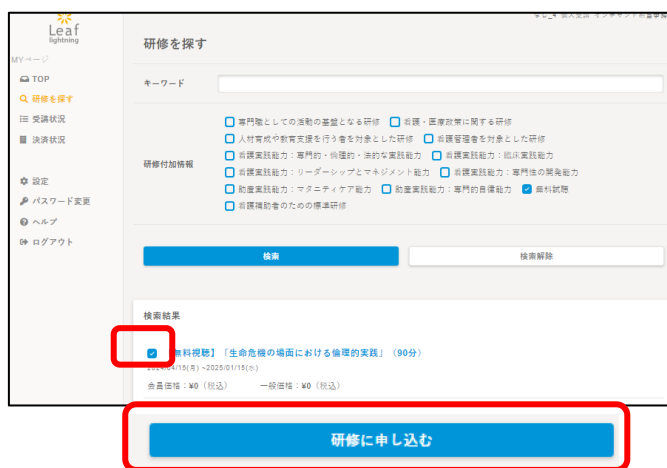 Leaf
lightning
MYページ
TOP
研修を探す
受講状況
決済状況
設定
パスワード変更
ヘルプ
ログアウト
研修を探す
キーワード
研修付加情報
専門職としての活動の基盤となる研修 看護・医療政策に関する研修
人材育成や教育支援を行う者を対象とした研修 看護管理者を対象とした研修
看護実践能力:専門的・倫理的・法的な実践能力 看護実践能力:臨床実践能力
看護実践能力:リーダーシップとマネジメント能力 看護実践能力:専門性の開発能力
助産実践能力:マタニティケア能力 助産実践能力:専門的自律能力 無料試聴
看護補助者のための標準研修
検索 検索解除
検索結果
無料視聴】「生命危機の場面における倫理的実践」(90分)
2024/04/15(月)~2025/01/15(水)
会員価格:¥0(税込) 一般価格:¥0(税込)
研修に申し込む